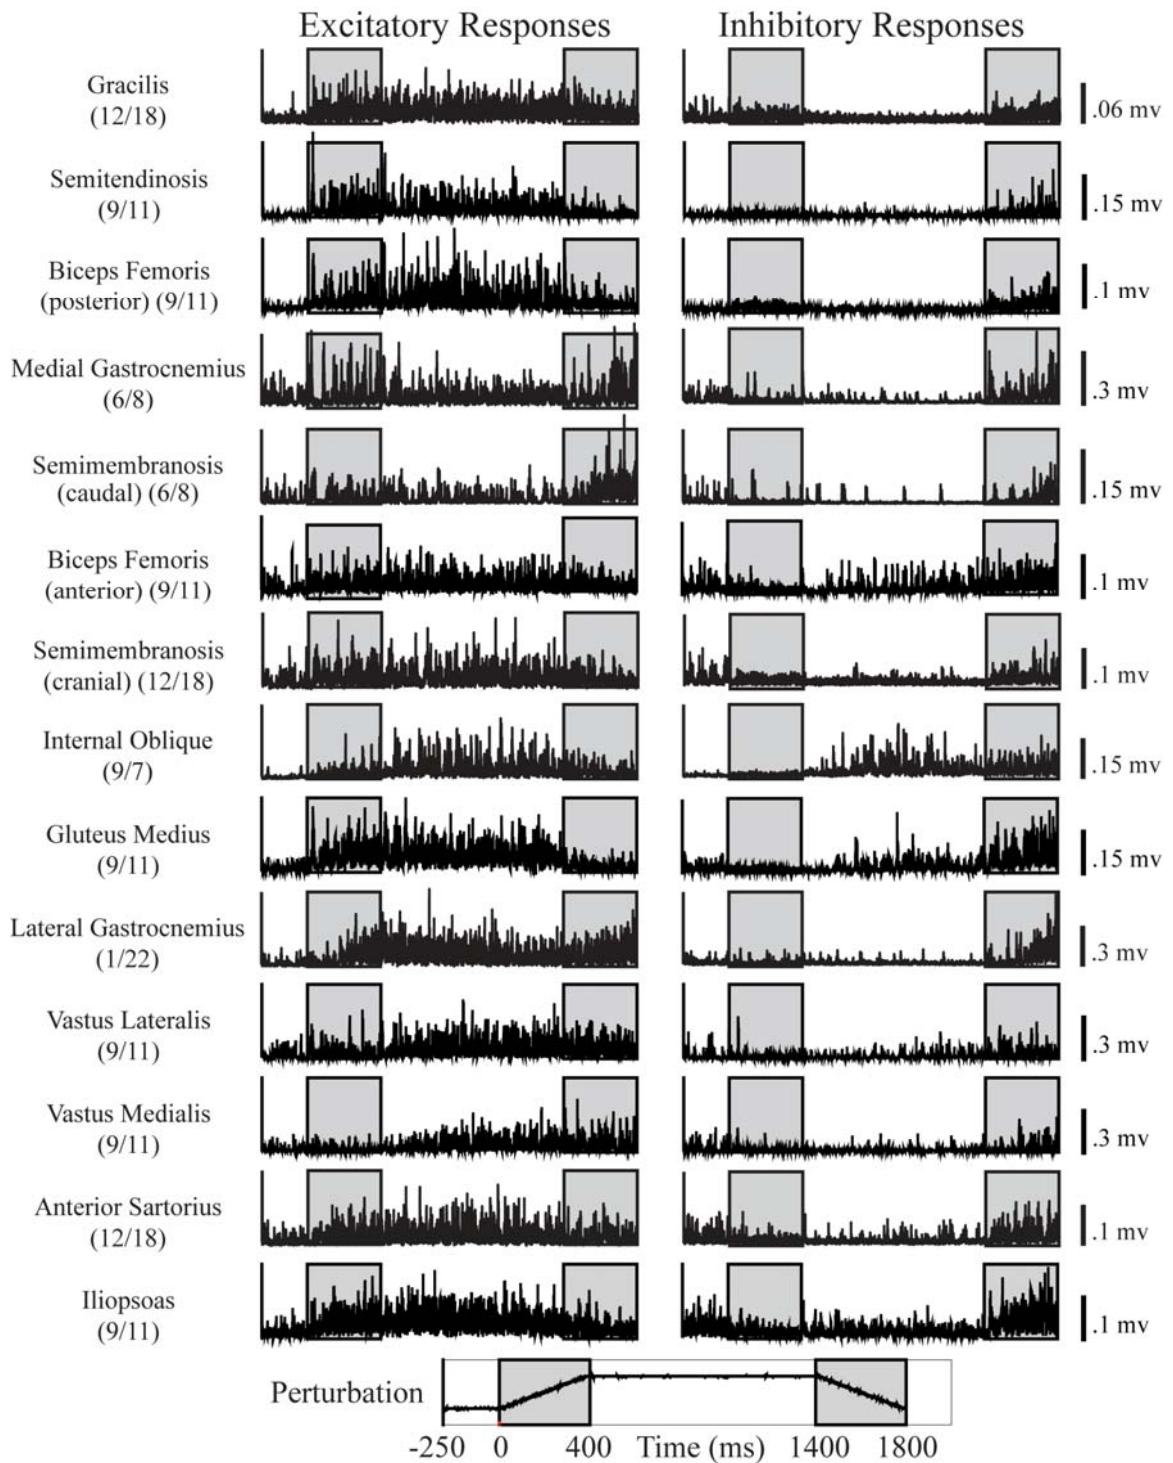 Excitatory Responses Inhibitory Responses
Gracilis
(12/18)
.06 mv
Semitendinosis
(9/11)
.15 mv
Biceps Femoris
(posterior) (9/11)
.1 mv
Medial Gastrocnemius
(6/8)
.3 mv
Semimembranosis
(caudal) (6/8)
.15 mv
Biceps Femoris
(anterior) (9/11)
.1 mv
Semimembranosis
(cranial) (12/18)
.1 mv
Internal Oblique
(9/7)
.15 mv
Gluteus Medius
(9/11)
.15 mv
Lateral Gastrocnemius
(1/22)
.3 mv
Vastus Lateralis
(9/11)
.3 mv
Vastus Medialis
(9/11)
.3 mv
Anterior Sartorius
(12/18)
.1 mv
Iliopsoas
(9/11)
.1 mv
Perturbation
-250 0 400 Time (ms) 1400 1800